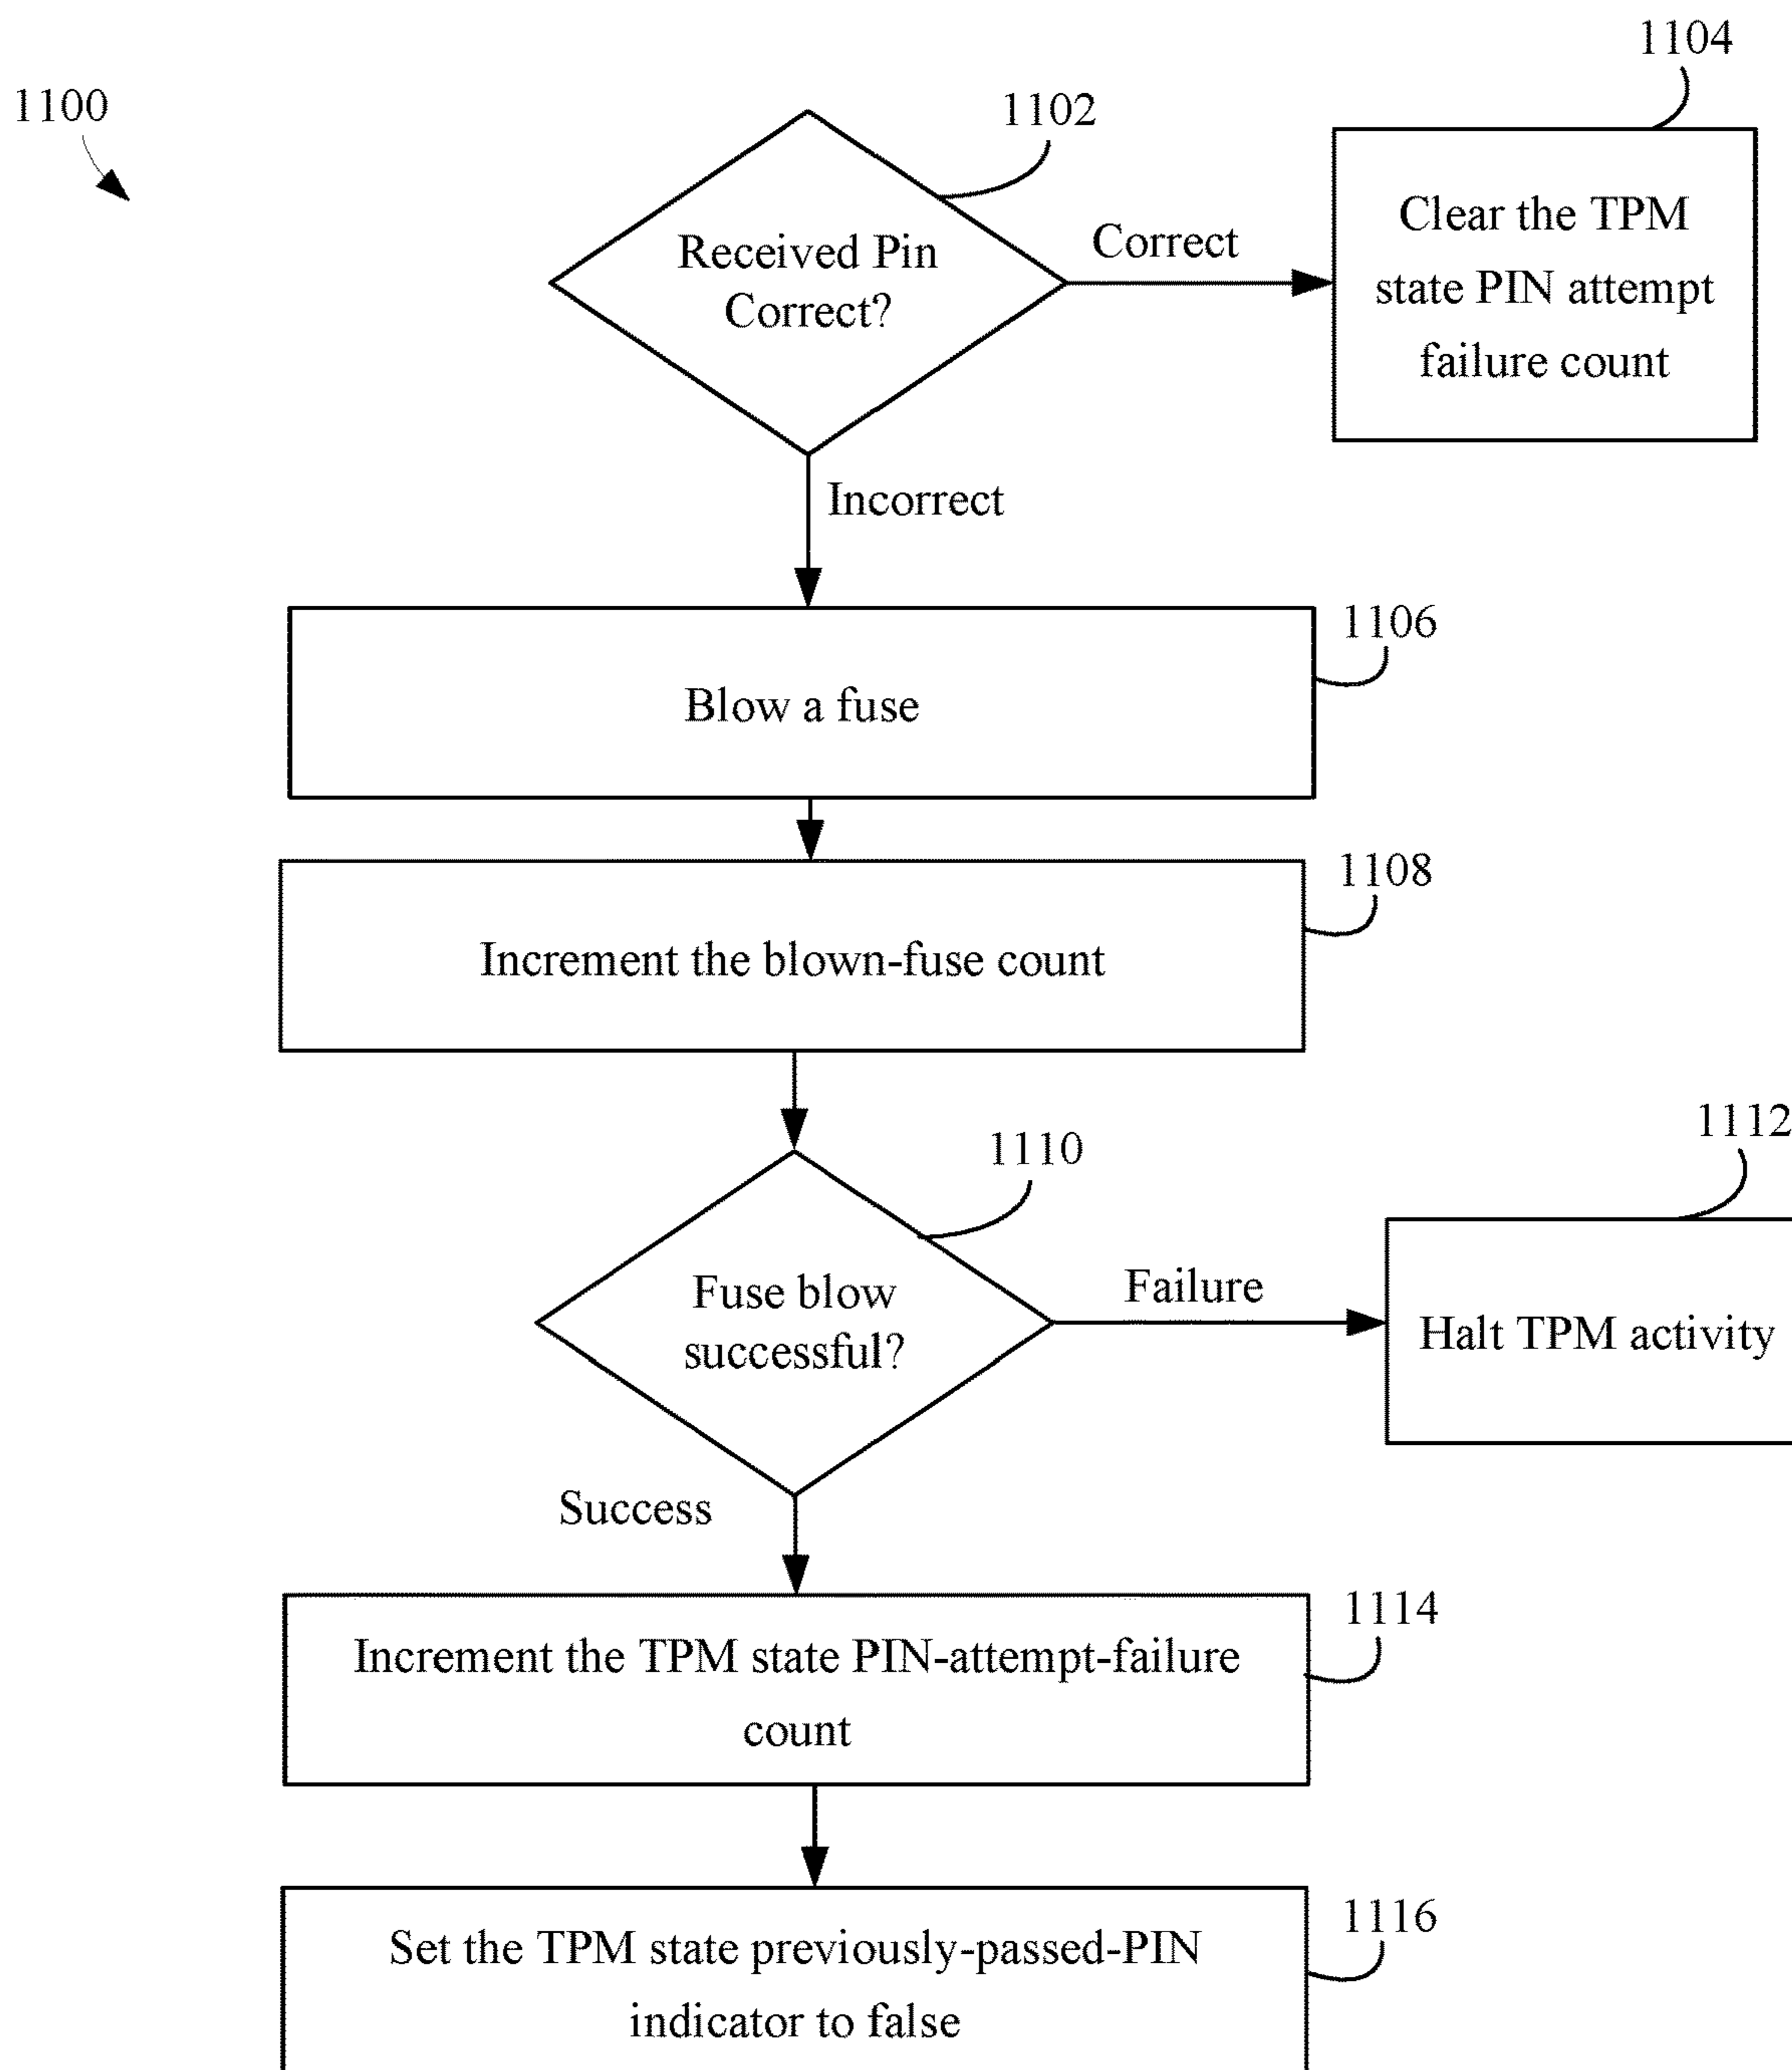 1104
1100
1102
Clear the TPM
state PIN attempt
failure count
Correct
Received Pin
Correct?
Incorrect
1106
Blow a fuse
1108
Increment the blown-fuse count
1110
1112
Fuse blow
successful?
Failure
Halt TPM activity
Success
1114
Increment the TPM state PIN-attempt-failure
count
1116
Set the TPM state previously-passed-PIN
indicator to false